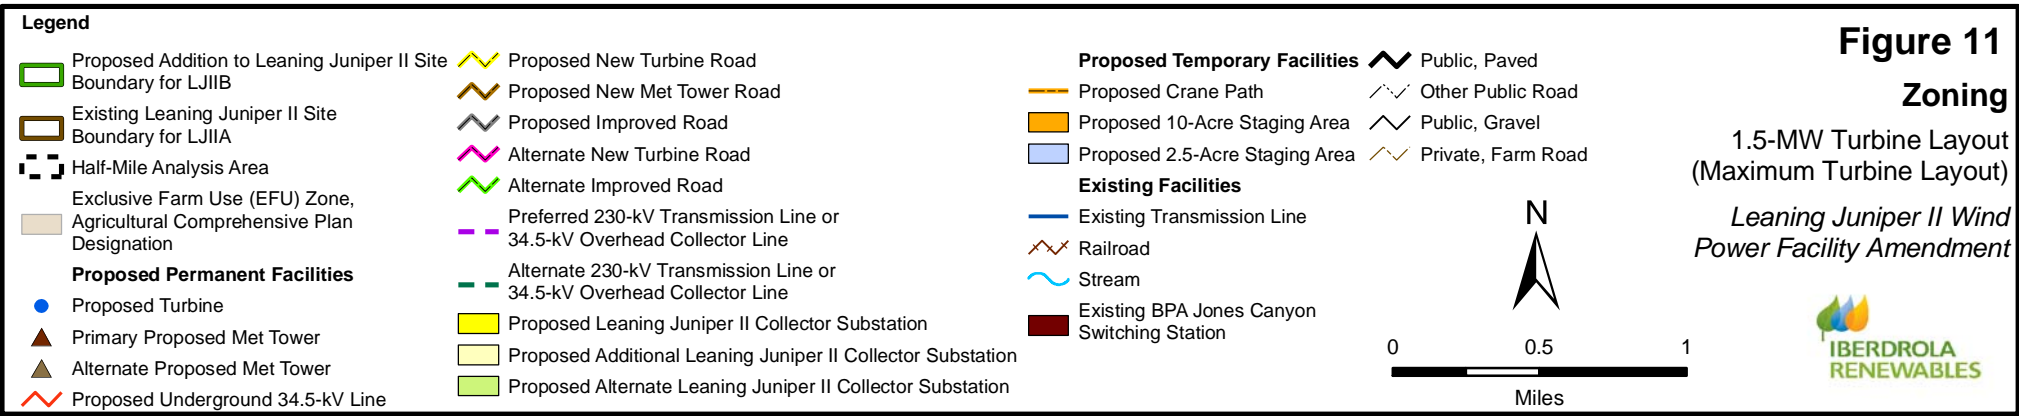 Legend
Proposed Addition to Leaning Juniper II Site
Boundary for LJIIB
Existing Leaning Juniper II Site
Boundary for LJIIA
Half-Mile Analysis Area
Exclusive Farm Use (EFU) Zone,
Agricultural Comprehensive Plan
Designation
Proposed Permanent Facilities
Proposed Turbine
Primary Proposed Met Tower
Alternate Proposed Met Tower
Proposed Underground 34.5-kV Line
Proposed New Turbine Road
Proposed New Met Tower Road
Proposed Improved Road
Alternate New Turbine Road
Alternate Improved Road
Preferred 230-kV Transmission Line or
34.5-kV Overhead Collector Line
Alternate 230-kV Transmission Line or
34.5-kV Overhead Collector Line
Proposed Leaning Juniper II Collector Substation
Proposed Additional Leaning Juniper II Collector Substation
Proposed Alternate Leaning Juniper II Collector Substation
Proposed Temporary Facilities
Proposed Crane Path
Proposed 10-Acre Staging Area
Proposed 2.5-Acre Staging Area
Existing Facilities
Existing Transmission Line
Railroad
Stream
Existing BPA Jones Canyon
Switching Station
Public, Paved
Other Public Road
Public, Gravel
Private, Farm Road
N
0 0.5 1
Miles
Figure 11
Zoning
1.5-MW Turbine Layout
(Maximum Turbine Layout)
Leaning Juniper II Wind
Power Facility Amendment
IBERDROLA
RENEWABLES